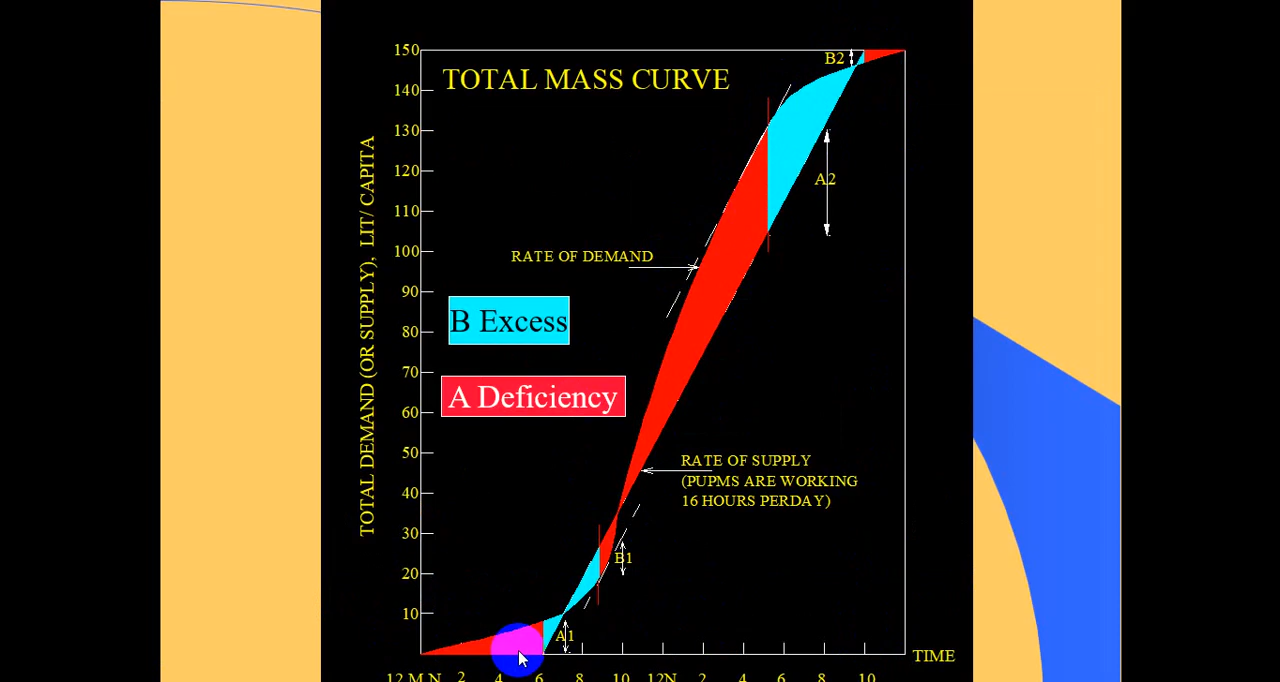 150
B2
TOTAL MASS CURVE
140
130
120
A2
110
100
RATE OF DEMAND
90
B Excess
80
70
A Deficiency
60
50
RATE OF SUPPLY
(PUPMS ARE WORKING
16 HOURS PERDAY)
40
30
B1
20
10
A1
TOTAL DEMAND (OR SUPPLY), LIT/ CAPITA
TIME
12 M.N 2 4 6 8 10 12N 2 4 6 8 10